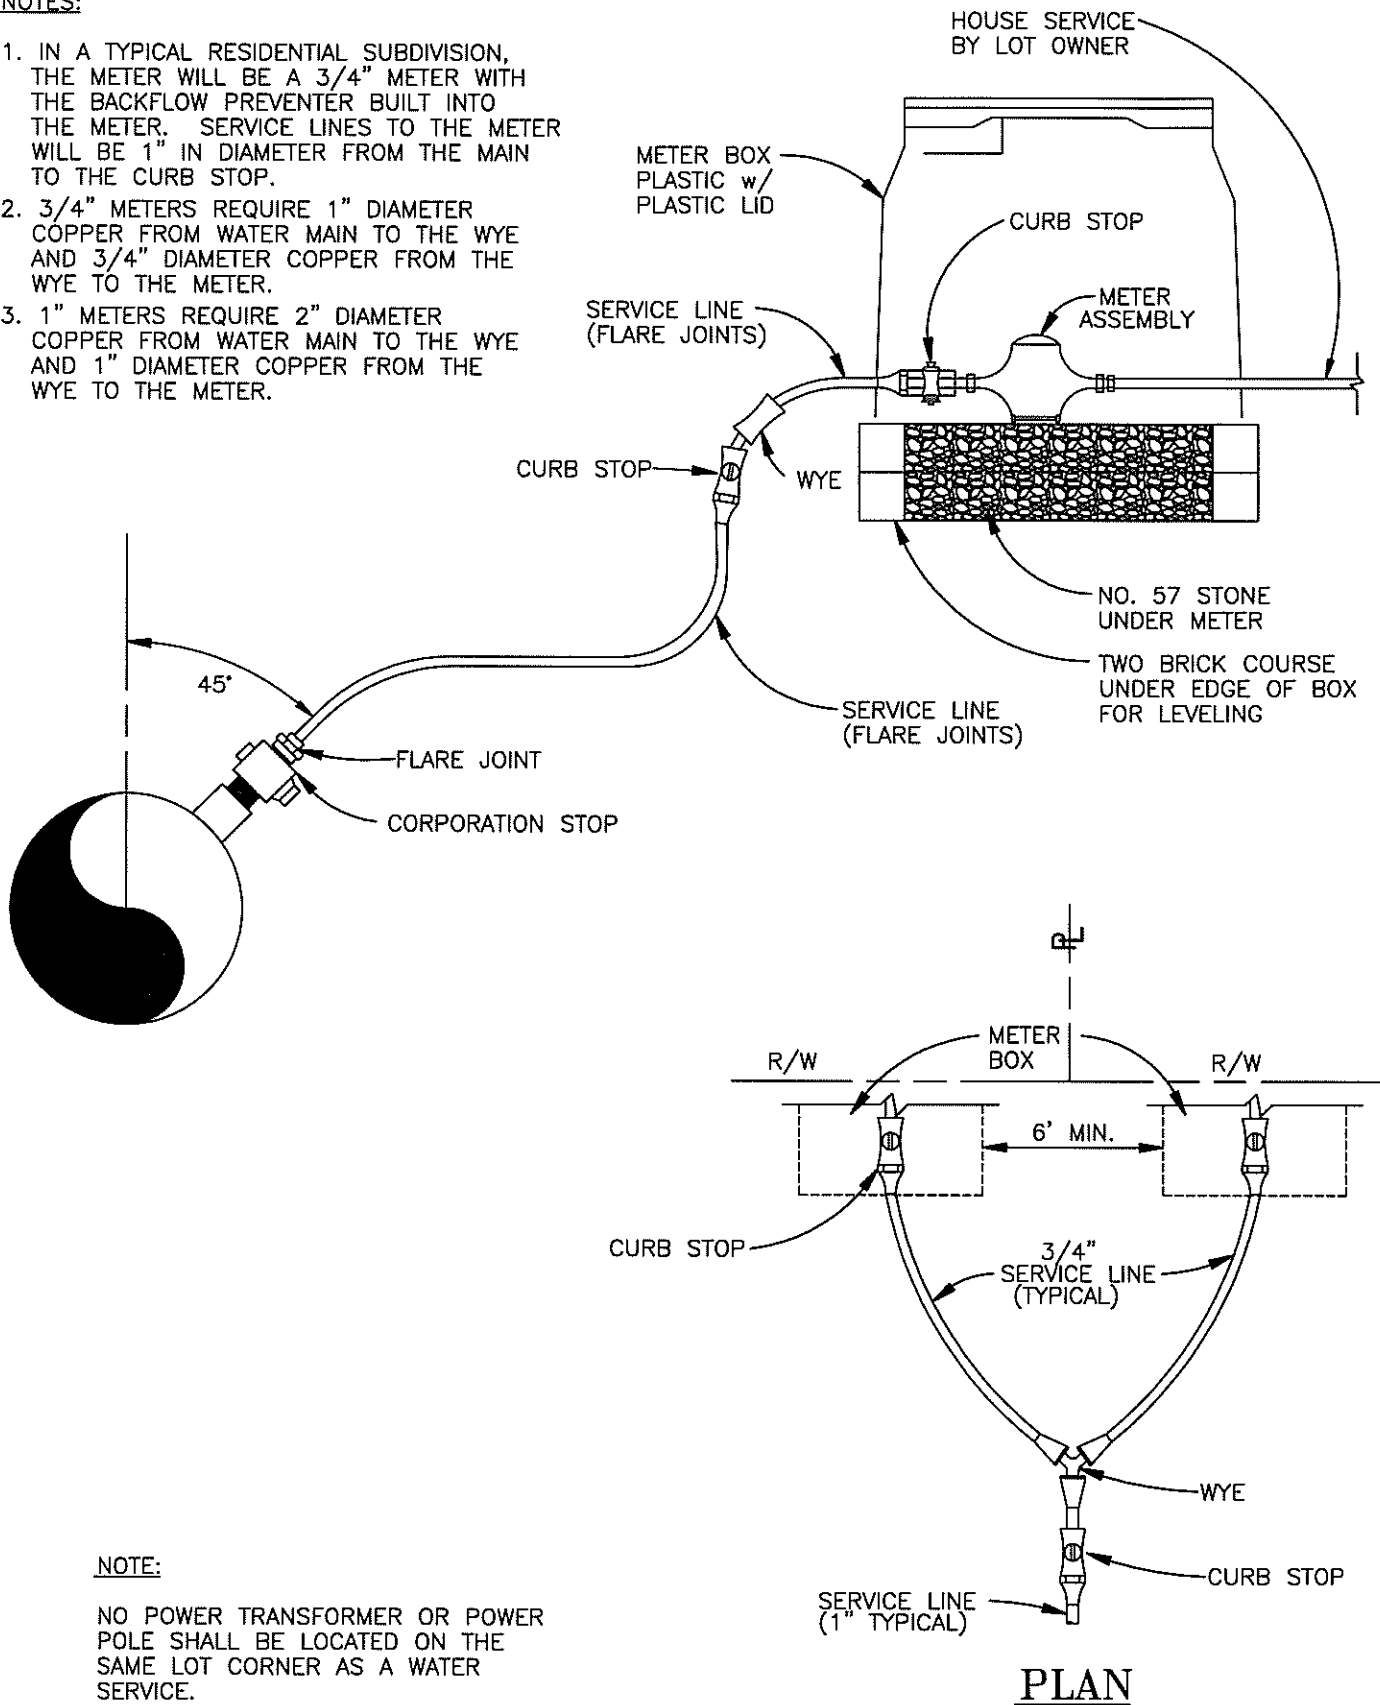 NOTES:
1. IN A TYPICAL RESIDENTIAL SUBDIVISION,
THE METER WILL BE A 3/4" METER WITH
THE BACKFLOW PREVENTER BUILT INTO
THE METER. SERVICE LINES TO THE METER
WILL BE 1" IN DIAMETER FROM THE MAIN
TO THE CURB STOP.
2. 3/4" METERS REQUIRE 1" DIAMETER
COPPER FROM WATER MAIN TO THE WYE
AND 3/4" DIAMETER COPPER FROM THE
WYE TO THE METER.
3. 1" METERS REQUIRE 2" DIAMETER
COPPER FROM WATER MAIN TO THE WYE
AND 1" DIAMETER COPPER FROM THE
WYE TO THE METER.
HOUSE SERVICE
BY LOT OWNER
METER BOX
PLASTIC w/
PLASTIC LID
CURB STOP
METER
ASSEMBLY
SERVICE LINE
(FLARE JOINTS)
CURB STOP
WYE
NO. 57 STONE
UNDER METER
TWO BRICK COURSE
UNDER EDGE OF BOX
FOR LEVELING
45°
SERVICE LINE
(FLARE JOINTS)
FLARE JOINT
CORPORATION STOP
PL
METER
BOX
R/W
R/W
6' MIN.
CURB STOP
3/4"
SERVICE LINE
(TYPICAL)
WYE
CURB STOP
SERVICE LINE
(1" TYPICAL)
PLAN
NOTE:
NO POWER TRANSFORMER OR POWER
POLE SHALL BE LOCATED ON THE
SAME LOT CORNER AS A WATER
SERVICE.